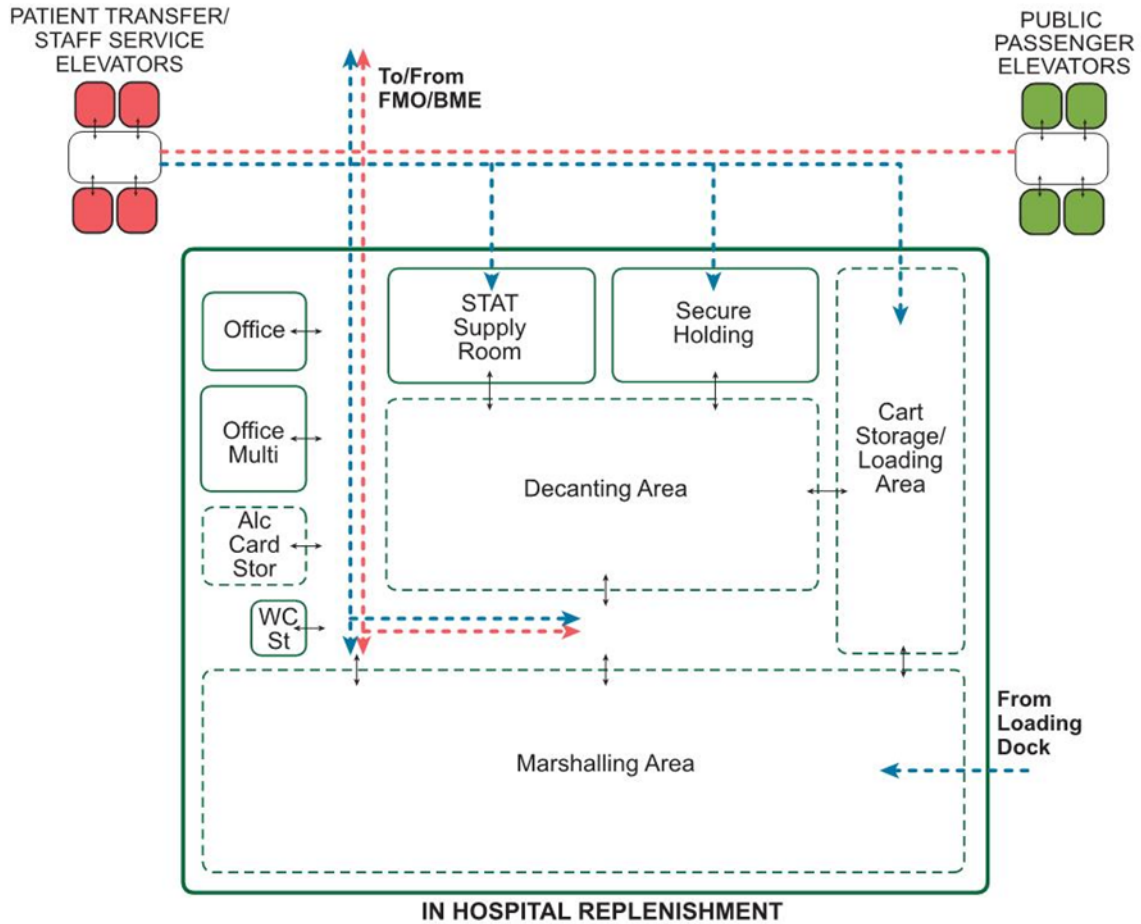 PATIENT TRANSFER/
STAFF SERVICE
ELEVATORS
PUBLIC
PASSENGER
ELEVATORS
To/From
FMO/BME
Office
STAT
Supply
Room
Secure
Holding
Office
Multi
Cart
Storage/
Loading
Area
Decanting Area
Alc
Card
Stor
WC
St
From
Loading
Dock
Marshalling Area
IN HOSPITAL REPLENISHMENT